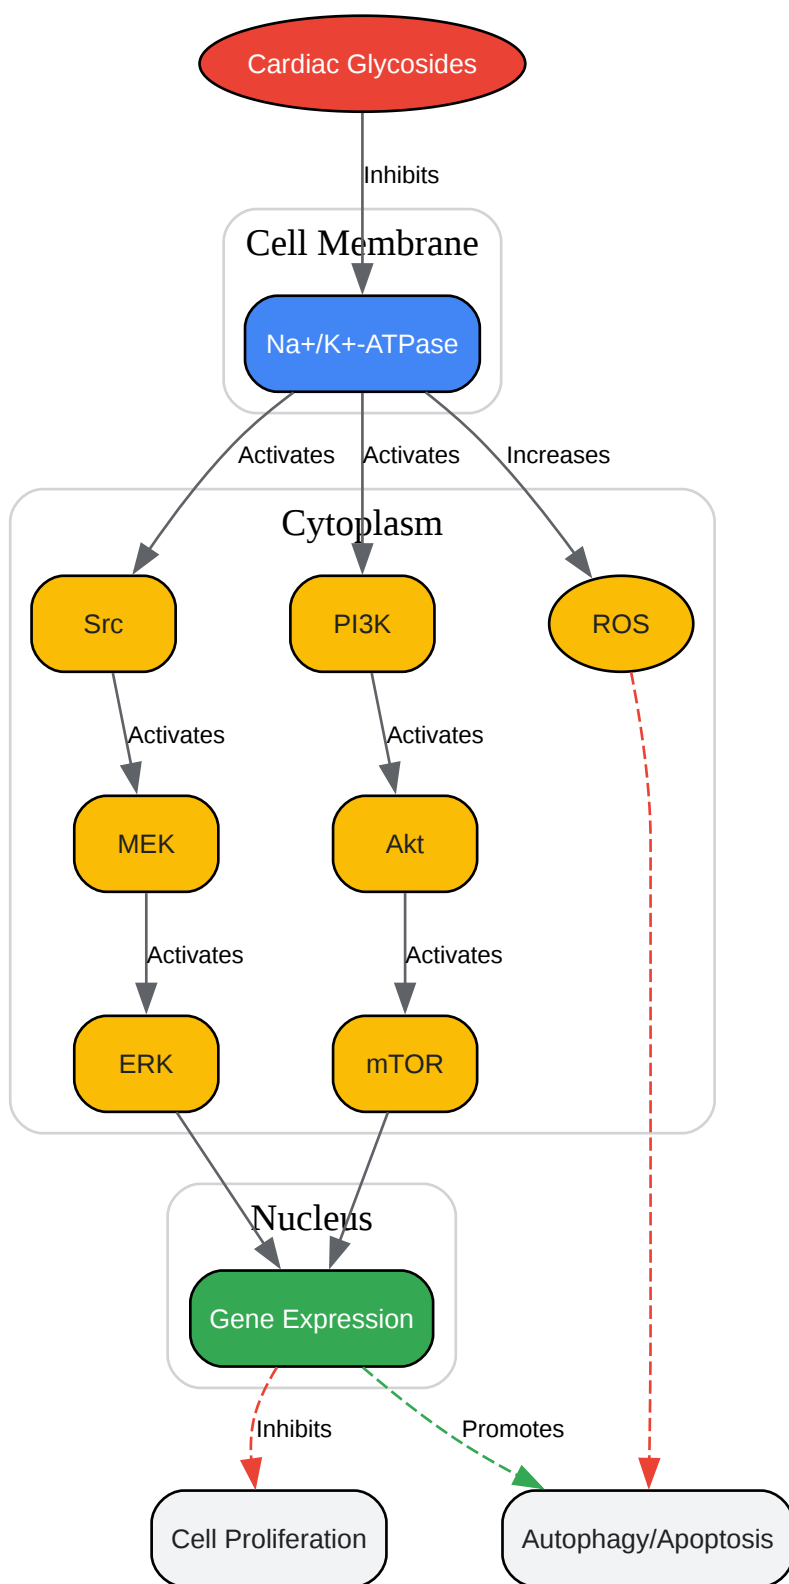 Cardiac Glycosides
Inhibits
Cell Membrane
Na+/K+-ATPase
Activates
Activates
Increases
Cytoplasm
Src
PI3K
ROS
Activates
Activates
MEK
Akt
Activates
Activates
ERK
mTOR
Nucleus
Gene Expression
Inhibits
Promotes
Cell Proliferation
Autophagy/Apoptosis